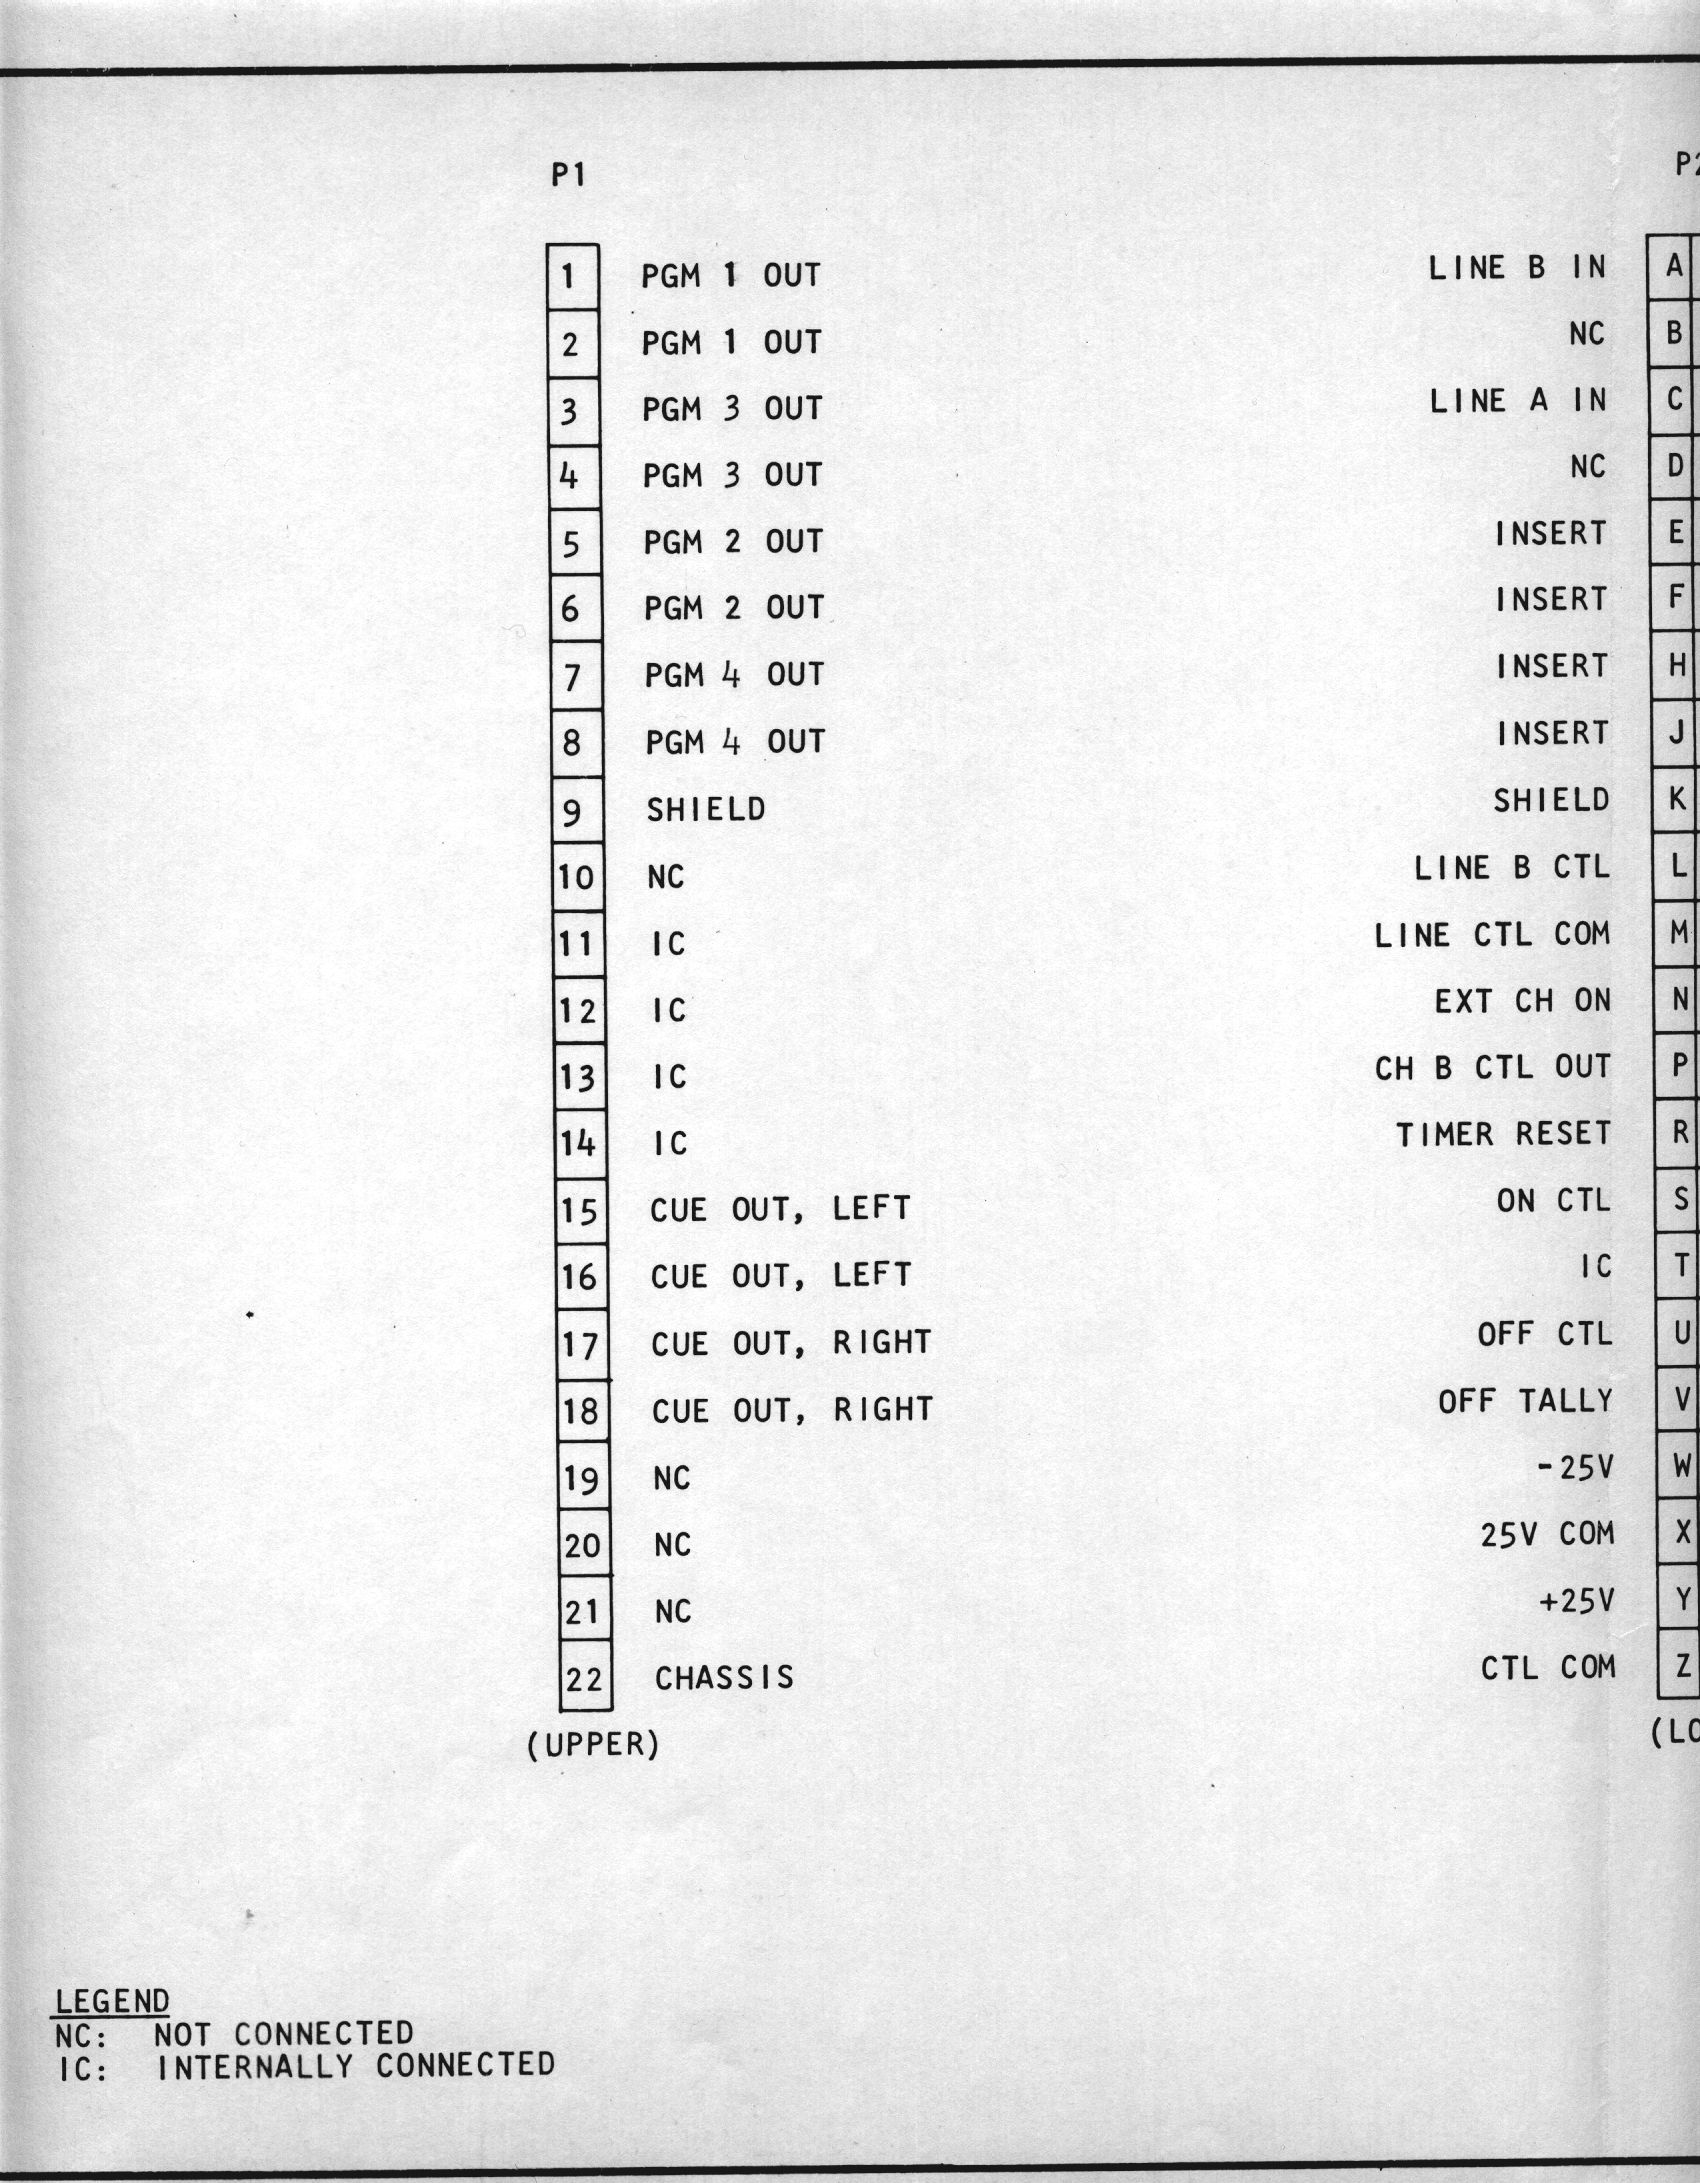 P1
1 PGM 1 OUT
2 PGM 1 OUT
3 PGM 3 OUT
4 PGM 3 OUT
5 PGM 2 OUT
6 PGM 2 OUT
7 PGM 4 OUT
8 PGM 4 OUT
9 SHIELD
10 NC
11 IC
12 IC
13 IC
14 IC
15 CUE OUT, LEFT
16 CUE OUT, LEFT
17 CUE OUT, RIGHT
18 CUE OUT, RIGHT
19 NC
20 NC
21 NC
22 CHASSIS
(UPPER)
P2
LINE B IN A
NC B
LINE A IN C
NC D
INSERT E
INSERT F
INSERT H
INSERT J
SHIELD K
LINE B CTL L
LINE CTL COM M
EXT CH ON N
CH B CTL OUT P
TIMER RESET R
ON CTL S
IC T
OFF CTL U
OFF TALLY V
-25V W
25V COM X
+25V Y
CTL COM Z
(LO
LEGEND
NC: NOT CONNECTED
IC: INTERNALLY CONNECTED